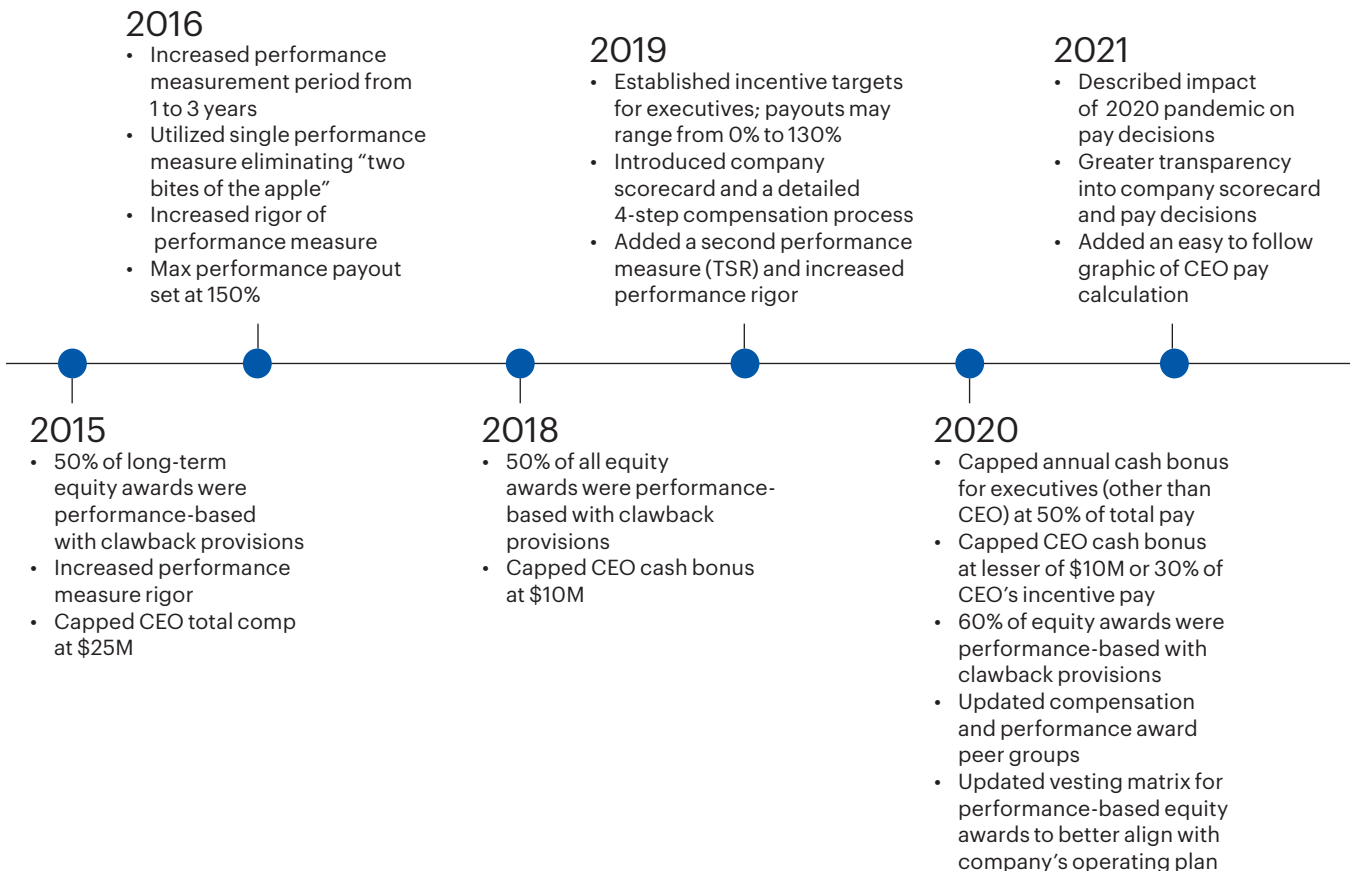 2016
• Increased performance
measurement period from
1 to 3 years
• Utilized single performance
measure eliminating “two
bites of the apple”
• Increased rigor of
performance measure
• Max performance payout
set at 150%
2019
• Established incentive targets
for executives; payouts may
range from 0% to 130%
• Introduced company
scorecard and a detailed
4-step compensation process
• Added a second performance
measure (TSR) and increased
performance rigor
2021
• Described impact
of 2020 pandemic on
pay decisions
• Greater transparency
into company scorecard
and pay decisions
• Added an easy to follow
graphic of CEO pay
calculation
2015
• 50% of long-term
equity awards were
performance-based
with clawback provisions
• Increased performance
measure rigor
• Capped CEO total comp
at $25M
2018
• 50% of all equity
awards were performance-
based with clawback
provisions
• Capped CEO cash bonus
at $10M
2020
• Capped annual cash bonus
for executives (other than
CEO) at 50% of total pay
• Capped CEO cash bonus
at lesser of $10M or 30% of
CEO’s incentive pay
• 60% of equity awards were
performance-based with
clawback provisions
• Updated compensation
and performance award
peer groups
• Updated vesting matrix for
performance-based equity
awards to better align with
company’s operating plan